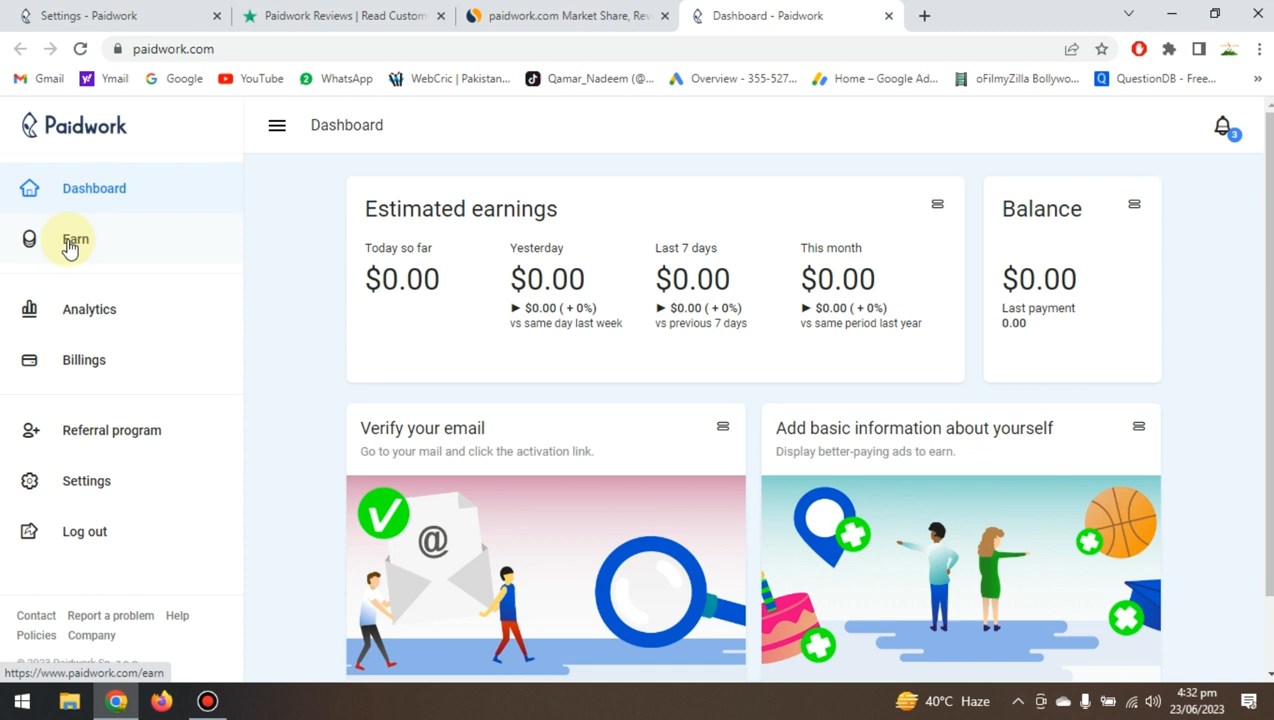 Settings - Paidwork
Paidwork Reviews | Read Custom
paidwork.com Market Share, Rev
Dashboard - Paidwork
paidwork.com
Gmail
Ymail
Google
YouTube
WhatsApp
WebCric | Pakistan...
Qamar_Nadeem (@...
Overview - 355-527...
Home – Google Ad...
oFilmyZilla Bollywo...
QuestionDB - Free...
»
Paidwork
Dashboard
3
Dashboard
Earn
Analytics
Billings
Referral program
Settings
Log out
Contact Report a problem Help
Policies Company
https://www.paidwork.com/earn
Estimated earnings
Today so far
$0.00
Yesterday
$0.00
► $0.00 ( + 0%)
vs same day last week
Last 7 days
$0.00
► $0.00 ( + 0%)
vs previous 7 days
This month
$0.00
► $0.00 ( + 0%)
vs same period last year
Balance
$0.00
Last payment
0.00
Verify your email
Go to your mail and click the activation link.
@
Add basic information about yourself
Display better-paying ads to earn.
40°C Haze
4:32 pm
23/06/2023